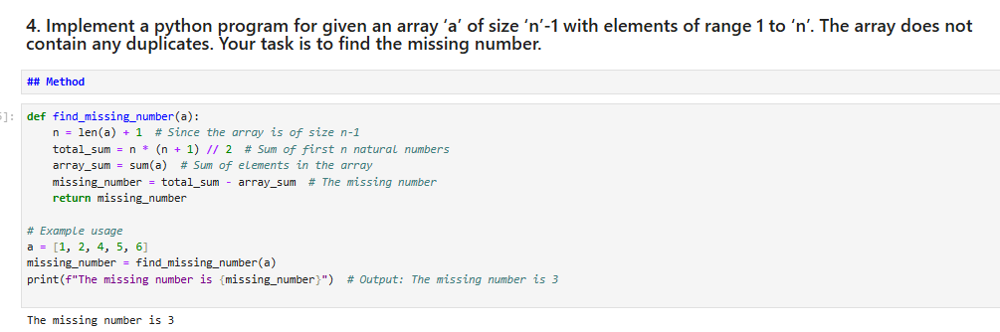 4. Implement a python program for given an array ‘a’ of size ‘n’-1 with elements of range 1 to ‘n’. The array does not
contain any duplicates. Your task is to find the missing number.
## Method
]:
def find_missing_number(a):
    n = len(a) + 1  # Since the array is of size n-1
    total_sum = n * (n + 1) // 2  # Sum of first n natural numbers
    array_sum = sum(a)  # Sum of elements in the array
    missing_number = total_sum - array_sum  # The missing number
    return missing_number
# Example usage
a = [1, 2, 4, 5, 6]
missing_number = find_missing_number(a)
print(f"The missing number is {missing_number}")  # Output: The missing number is 3
The missing number is 3